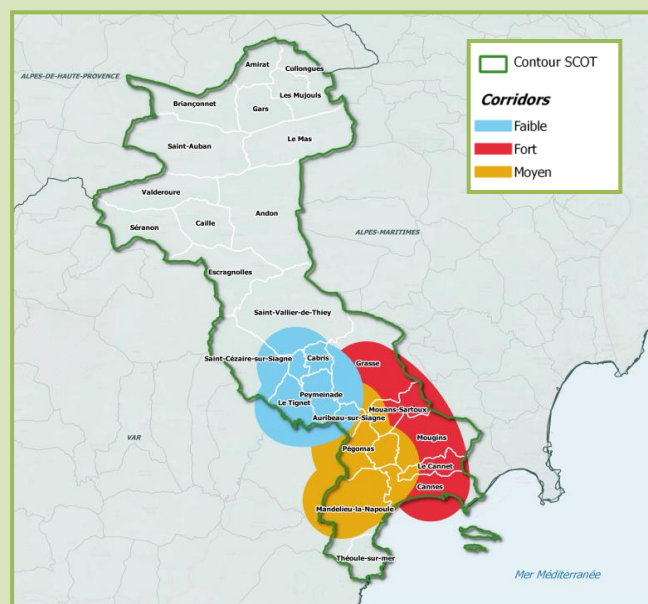 Contour SCOT
Corridors
Faible
Fort
Moyen
ALPES-DE-HAUTE-PROVENCE
Amirat
Collongues
Briançonnet
Gars
Les Mujouls
Saint-Auban
Le Mas
Valderoure
Séranon
Caille
Andon
ALPES-MARITIMES
Escragnolles
Saint-Vallier-de-Thiey
Saint-Cézaire-sur-Siagne
Cabris
Grasse
Peymeinade
Le Tignet
Auribeau-sur-Siagne
Mouans-Sartoux
VAR
Mougins
Pégomas
Le Cannet
Cannes
Mandelieu-la-Napoule
Théoule-sur-mer
Mer Méditerranée